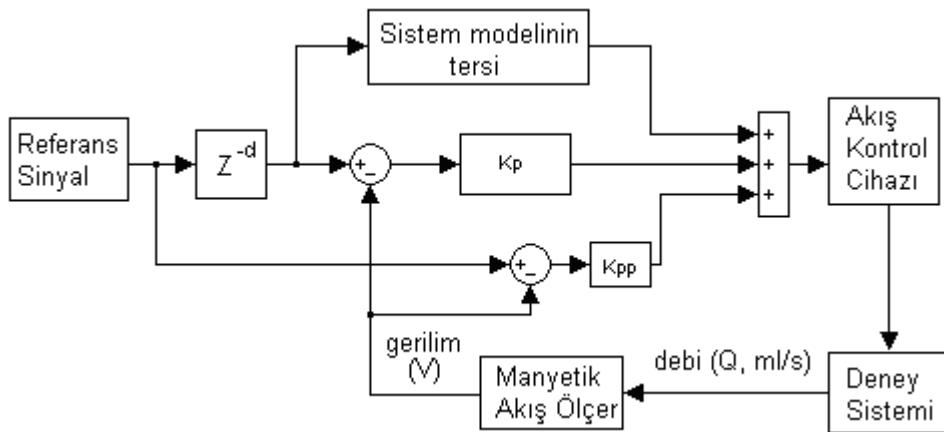 Sistem modelinin
tersi
Referans
Sinyal
Z^-d
+
-
Kp
+
+
+
Akış
Kontrol
Cihazı
+
-
Kpp
gerilim
(V)
Manyetik
Akış Ölçer
debi (Q, ml/s)
Deney
Sistemi